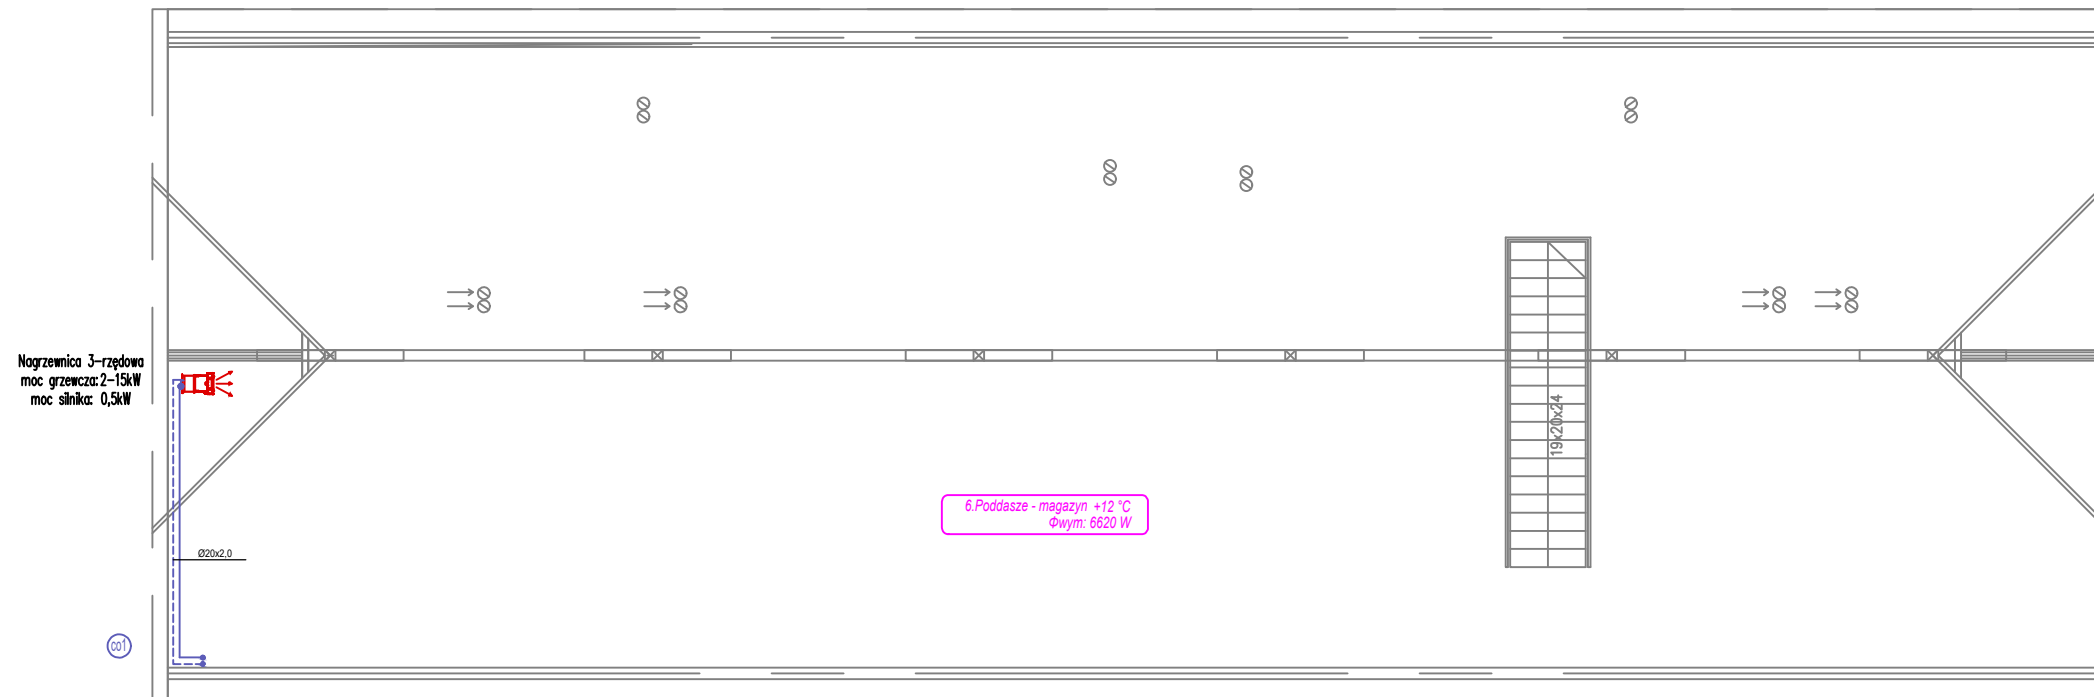 Nagrzewnica 3-rzędowa
moc grzewcza: 2-15kW
moc silnika: 0,5kW
19x20x24
6.Poddasze - magazyn +12 °C
Φwym: 6620 W
Ø20x2,0
co1